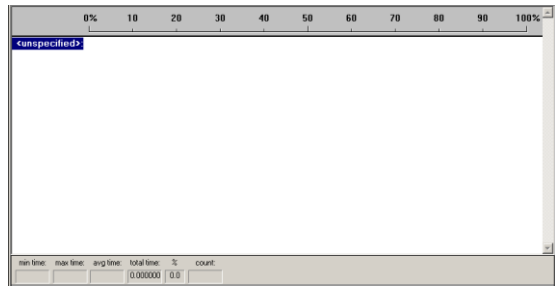 0% 10 20 30 40 50 60 70 80 90 100%
<unspecified>:
min time: max time: avg time: total time: % count:
0.000000 0.0